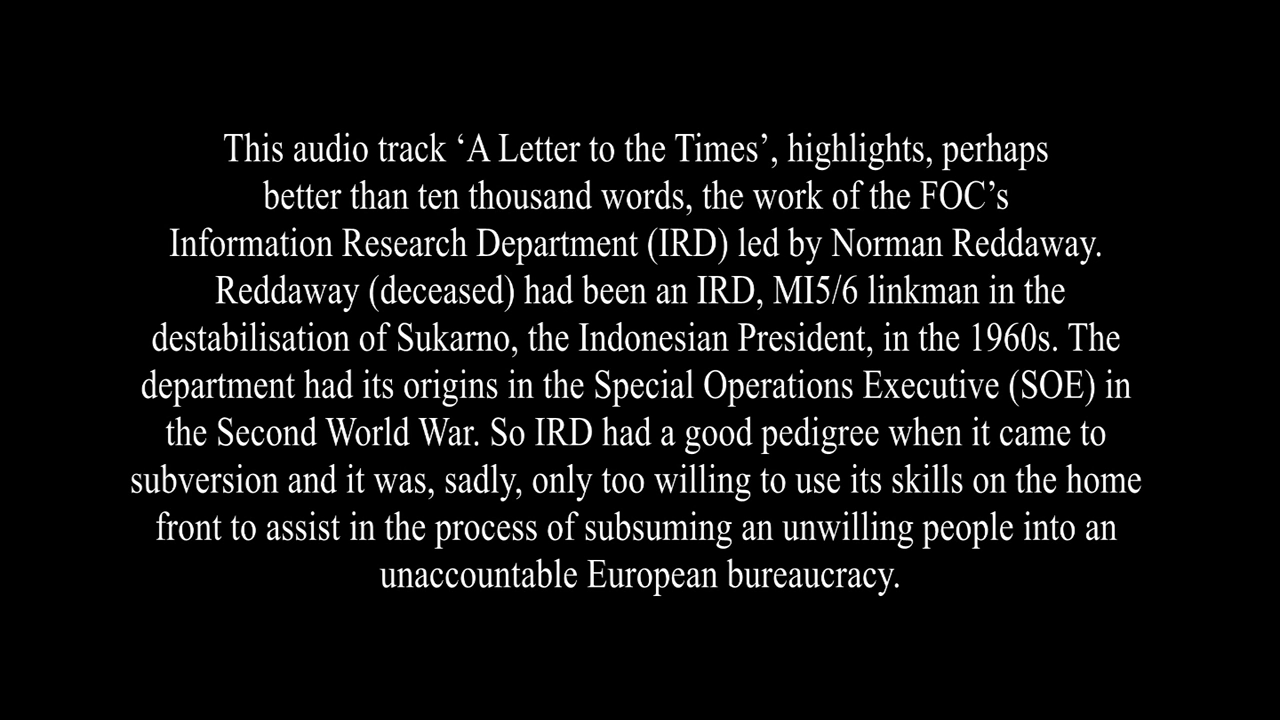 This audio track ‘A Letter to the Times’, highlights, perhaps
better than ten thousand words, the work of the FOC’s
Information Research Department (IRD) led by Norman Reddaway.
Reddaway (deceased) had been an IRD, MI5/6 linkman in the
destabilisation of Sukarno, the Indonesian President, in the 1960s. The
department had its origins in the Special Operations Executive (SOE) in
the Second World War. So IRD had a good pedigree when it came to
subversion and it was, sadly, only too willing to use its skills on the home
front to assist in the process of subsuming an unwilling people into an
unaccountable European bureaucracy.